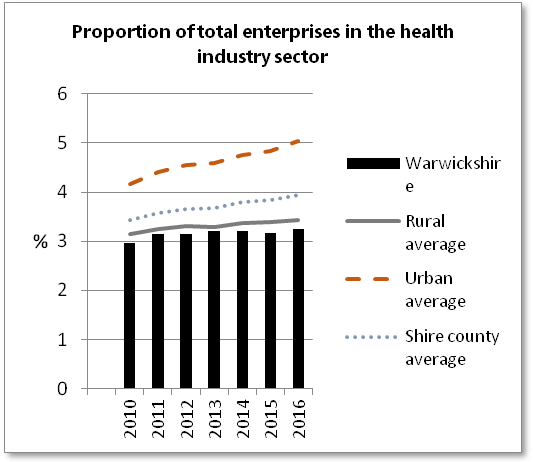 Proportion of total enterprises in the health
industry sector
6
5
4
3
2
1
0
%
2010
2011
2012
2013
2014
2015
2016
Warwickshir
e
Rural
average
Urban
average
Shire county
average